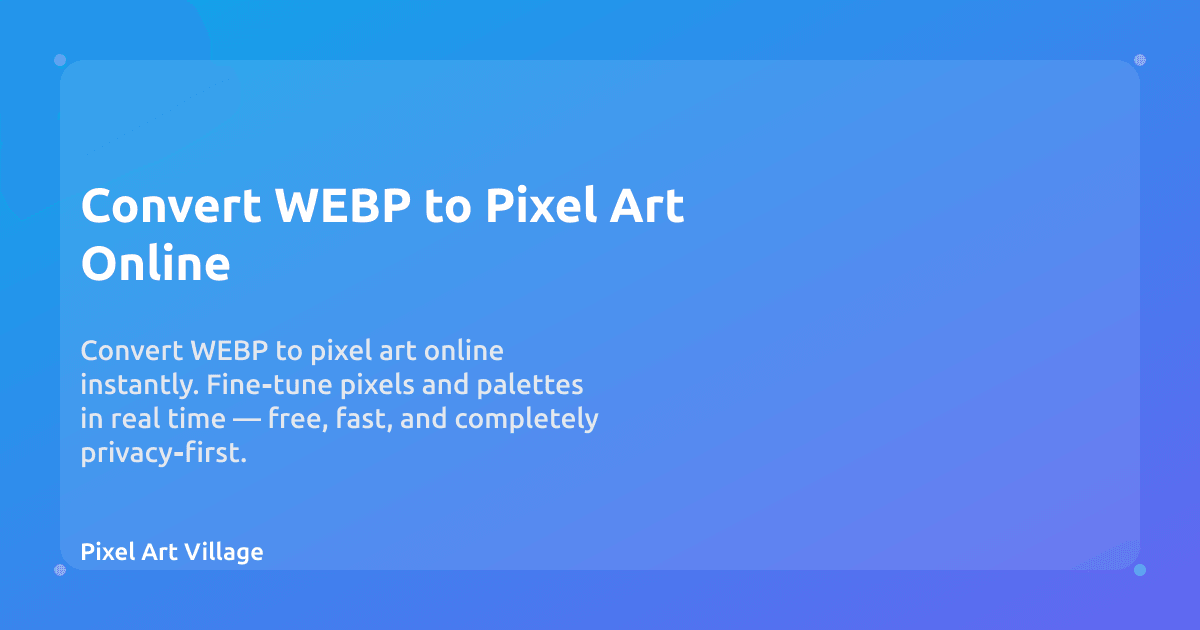 Convert WEBP to Pixel Art
Online
Convert WEBP to pixel art online
instantly. Fine-tune pixels and palettes
in real time — free, fast, and completely
privacy-first.
Pixel Art Village